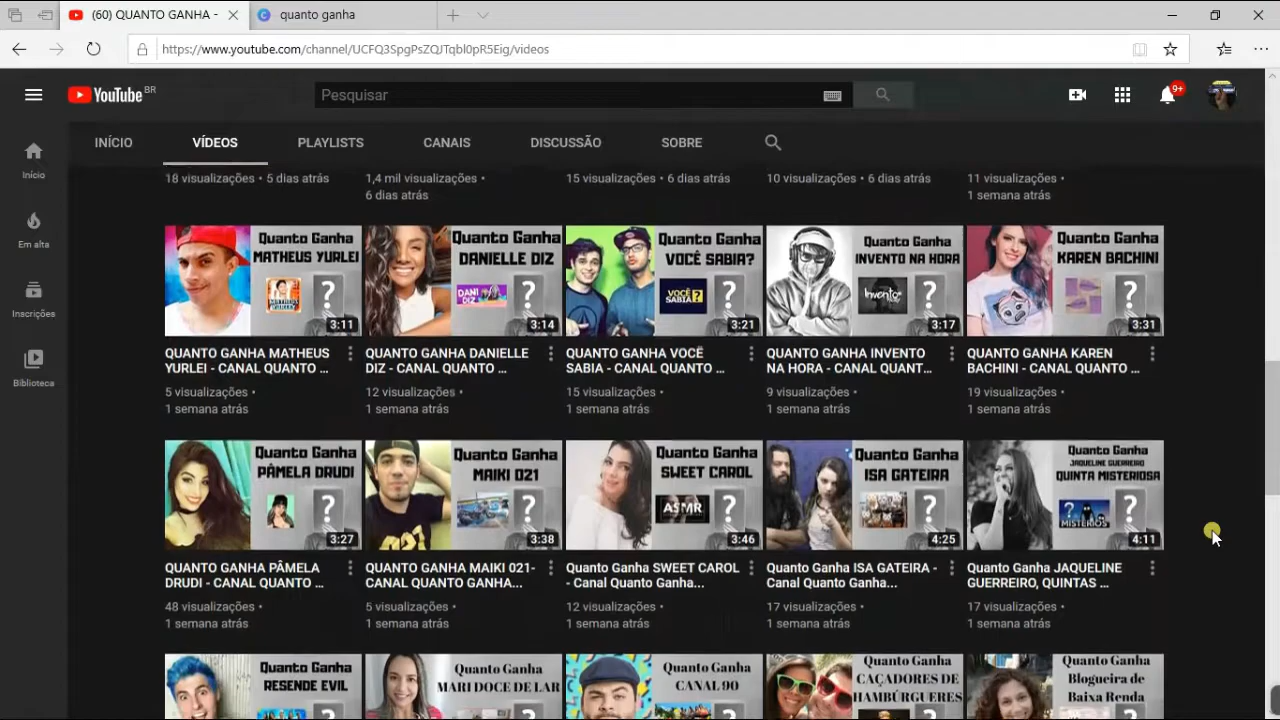 (60) QUANTO GANHA -
quanto ganha
https://www.youtube.com/channel/UCFQ3SpgPsZQJTqbl0pR5Eig/videos
YouTube BR
Pesquisar
9+
INÍCIO VÍDEOS PLAYLISTS CANAIS DISCUSSÃO SOBRE
Início
Em alta
Inscrições
Biblioteca
18 visualizações • 5 dias atrás
1,4 mil visualizações •
6 dias atrás
15 visualizações • 6 dias atrás
10 visualizações • 6 dias atrás
11 visualizações •
1 semana atrás
Quanto Ganha
MATHEUS YURLEI
?
3:11
QUANTO GANHA MATHEUS
YURLEI - CANAL QUANTO ...
5 visualizações •
1 semana atrás
Quanto Ganha
DANIELLE DIZ
DANI
DIZ
?
3:14
QUANTO GANHA DANIELLE
DIZ - CANAL QUANTO ...
12 visualizações •
1 semana atrás
Quanto Ganha
VOCÊ SABIA?
VOCÊ
SABIA?
?
3:21
QUANTO GANHA VOCÊ
SABIA - CANAL QUANTO ...
15 visualizações •
1 semana atrás
Quanto Ganha
INVENTO NA HORA
Invento
?
3:17
QUANTO GANHA INVENTO
NA HORA - CANAL QUANT...
9 visualizações •
1 semana atrás
Quanto Ganha
KAREN BACHINI
?
3:31
QUANTO GANHA KAREN
BACHINI - CANAL QUANTO ...
19 visualizações •
1 semana atrás
Quanto Ganha
PÂMELA DRUDI
?
3:27
QUANTO GANHA PÂMELA
DRUDI - CANAL QUANTO ...
48 visualizações •
1 semana atrás
Quanto Ganha
MAIKI 021
?
021
3:38
QUANTO GANHA MAIKI 021-
CANAL QUANTO GANHA...
5 visualizações •
1 semana atrás
Quanto Ganha
SWEET CAROL
ASMR
?
3:46
Quanto Ganha SWEET CAROL
- Canal Quanto Ganha...
12 visualizações •
1 semana atrás
Quanto Ganha
ISA GATEIRA
?
4:25
Quanto Ganha ISA GATEIRA -
Canal Quanto Ganha...
17 visualizações •
1 semana atrás
Quanto Ganha
JAQUELINE GUERREIRO
QUINTA MISTERIOSA
?
MISTÉRIOS
?
4:11
Quanto Ganha JAQUELINE
GUERREIRO, QUINTAS ...
17 visualizações •
1 semana atrás
Quanto Ganha
RESENDE EVIL
Quanto Ganha
MARI DOCE DE LAR
Quanto Ganha
CANAL 90
Quanto Ganha
CAÇADORES DE
HAMBÚRGUERES
Quanto Ganha
Blogueira de
Baixa Renda